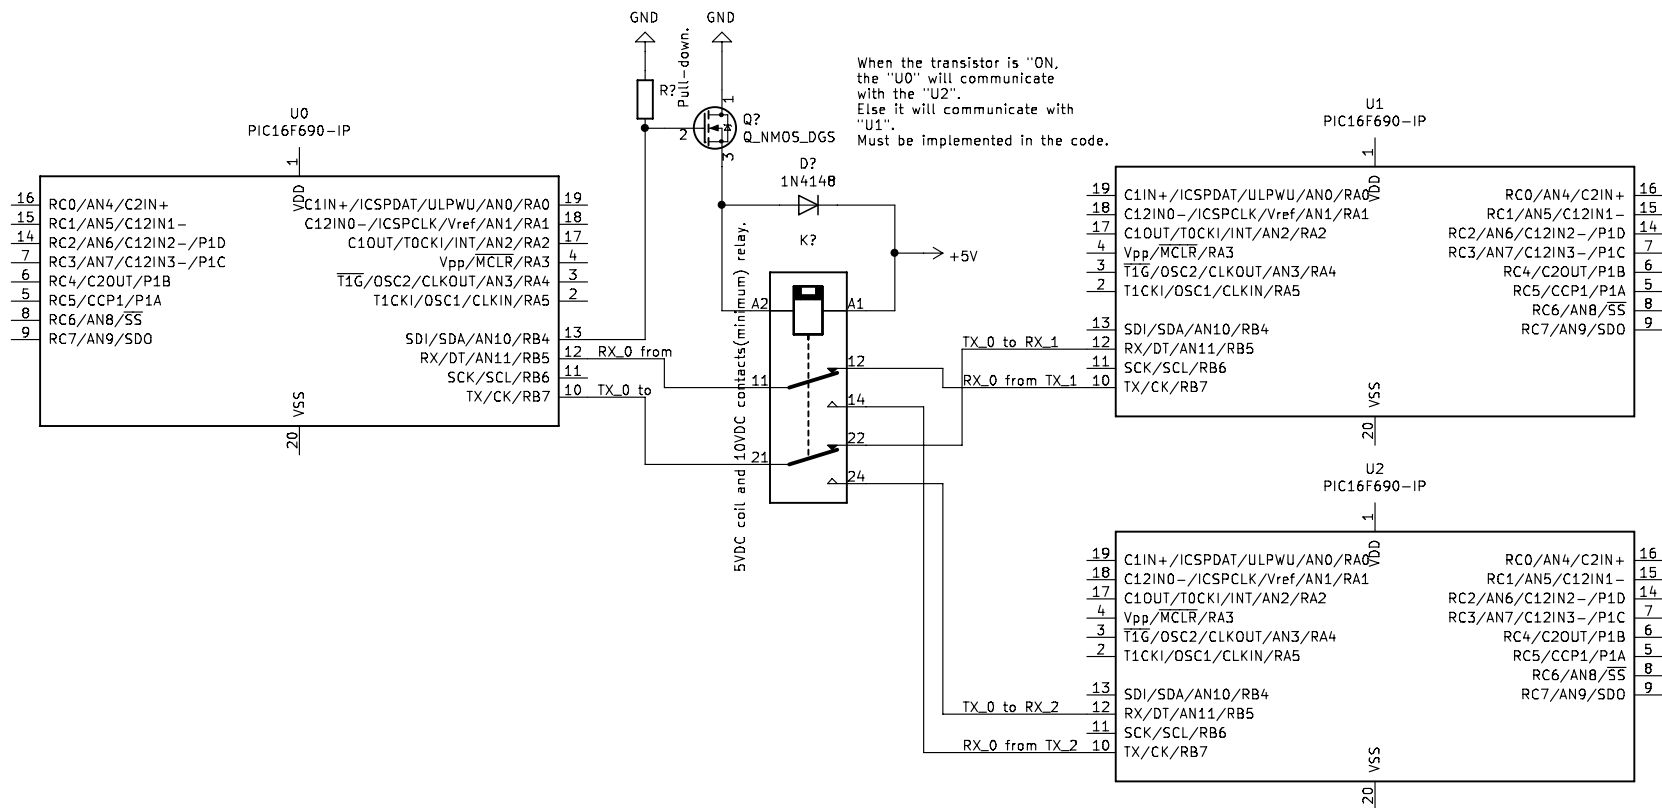 GND
GND
Pull-down.
R?
1
2
3
Q?
Q_NMOS_DGS
When the transistor is "ON,
the "U0" will communicate
with the "U2".
Else it will communicate with
"U1".
Must be implemented in the code.
D?
1N4148
K?
+5V
A2
A1
5VDC coil and 10VDC contacts(minimum) relay.
11
12
14
21
22
24
RX_0 from
TX_0 to
TX_0 to RX_1
RX_0 from TX_1
TX_0 to RX_2
RX_0 from TX_2
U0
PIC16F690-IP
1
VDD
16 RC0/AN4/C2IN+
15 RC1/AN5/C12IN1-
14 RC2/AN6/C12IN2-/P1D
7 RC3/AN7/C12IN3-/P1C
6 RC4/C2OUT/P1B
5 RC5/CCP1/P1A
8 RC6/AN8/SS
9 RC7/AN9/SDO
C1IN+/ICSPDAT/ULPWU/AN0/RA0 19
C12IN0-/ICSPCLK/Vref/AN1/RA1 18
C1OUT/T0CKI/INT/AN2/RA2 17
Vpp/MCLR/RA3 4
T1G/OSC2/CLKOUT/AN3/RA4 3
T1CKI/OSC1/CLKIN/RA5 2
SDI/SDA/AN10/RB4 13
RX/DT/AN11/RB5 12
SCK/SCL/RB6 11
TX/CK/RB7 10
VSS
20
U1
PIC16F690-IP
1
VDD
19 C1IN+/ICSPDAT/ULPWU/AN0/RA0
18 C12IN0-/ICSPCLK/Vref/AN1/RA1
17 C1OUT/T0CKI/INT/AN2/RA2
4 Vpp/MCLR/RA3
3 T1G/OSC2/CLKOUT/AN3/RA4
2 T1CKI/OSC1/CLKIN/RA5
13 SDI/SDA/AN10/RB4
12 RX/DT/AN11/RB5
11 SCK/SCL/RB6
10 TX/CK/RB7
RC0/AN4/C2IN+ 16
RC1/AN5/C12IN1- 15
RC2/AN6/C12IN2-/P1D 14
RC3/AN7/C12IN3-/P1C 7
RC4/C2OUT/P1B 6
RC5/CCP1/P1A 5
RC6/AN8/SS 8
RC7/AN9/SDO 9
VSS
20
U2
PIC16F690-IP
1
VDD
19 C1IN+/ICSPDAT/ULPWU/AN0/RA0
18 C12IN0-/ICSPCLK/Vref/AN1/RA1
17 C1OUT/T0CKI/INT/AN2/RA2
4 Vpp/MCLR/RA3
3 T1G/OSC2/CLKOUT/AN3/RA4
2 T1CKI/OSC1/CLKIN/RA5
13 SDI/SDA/AN10/RB4
12 RX/DT/AN11/RB5
11 SCK/SCL/RB6
10 TX/CK/RB7
RC0/AN4/C2IN+ 16
RC1/AN5/C12IN1- 15
RC2/AN6/C12IN2-/P1D 14
RC3/AN7/C12IN3-/P1C 7
RC4/C2OUT/P1B 6
RC5/CCP1/P1A 5
RC6/AN8/SS 8
RC7/AN9/SDO 9
VSS
20